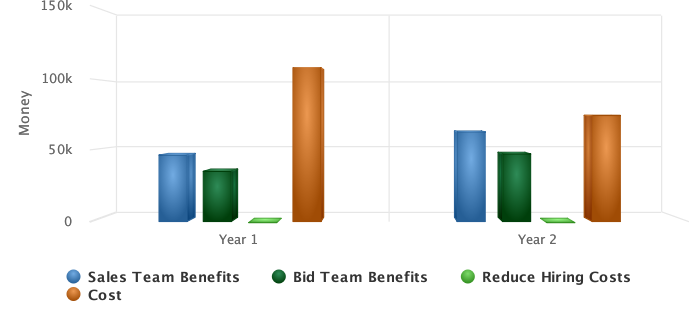 150k
100k
50k
0
Money
Year 1
Year 2
Sales Team Benefits
Bid Team Benefits
Reduce Hiring Costs
Cost